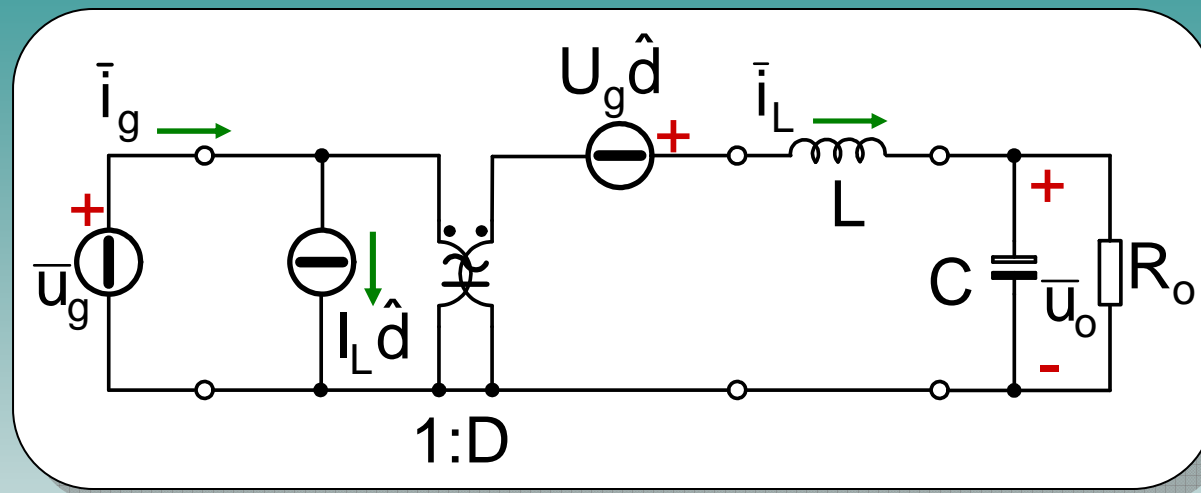 U_g d̂
ī_g
ī_L
+
+
+
L
ū_g
I_L d̂
C
ū_o
R_o
-
1:D